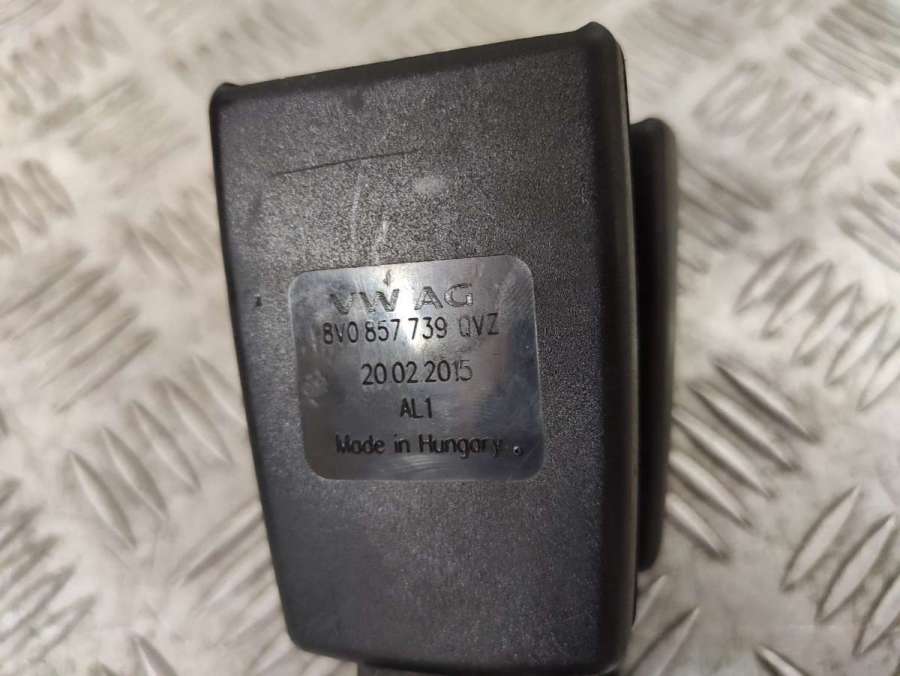 VW AG
8V0 857 739 QVZ
20.02.2015
AL1
Made in Hungary